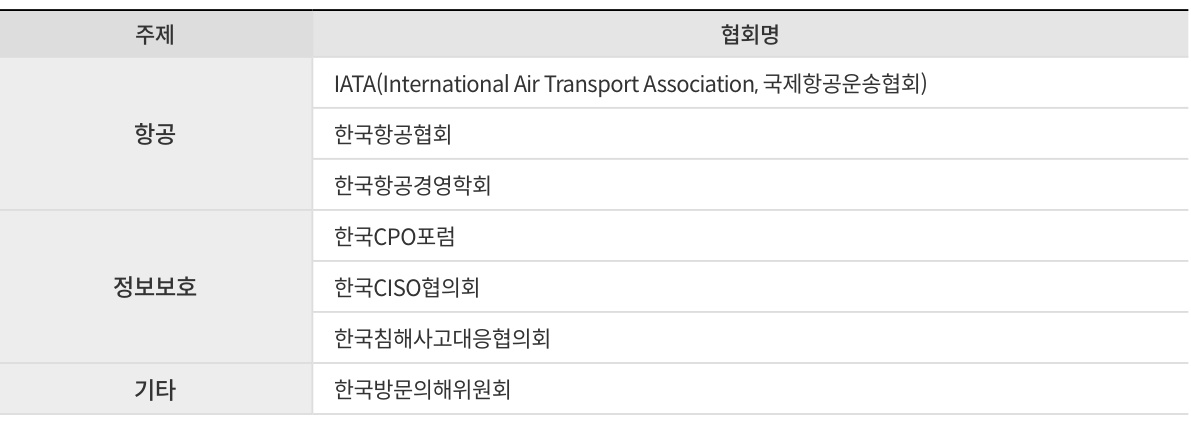 주제 협회명
항공 IATA(International Air Transport Association, 국제항공운송협회)
한국항공협회
한국항공경영학회
정보보호 한국CPO포럼
한국CISO협의회
한국침해사고대응협의회
기타 한국방문의해위원회